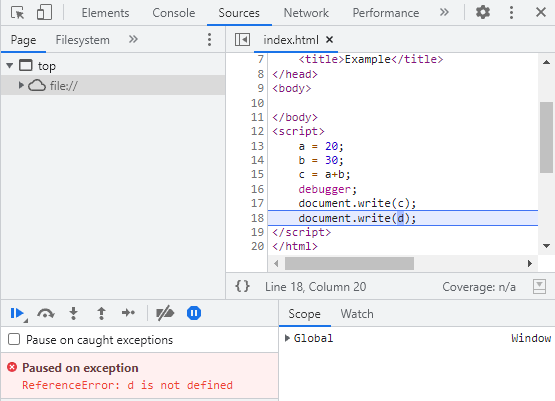 Elements Console Sources Network Performance »
Page Filesystem » index.html ×
top
file://
7 <title>Example</title>
8 </head>
9 <body>
10
11 </body>
12 <script>
13 a = 20;
14 b = 30;
15 c = a+b;
16 debugger;
17 document.write(c);
18 document.write(d);
19 </script>
20 </html>
{} Line 18, Column 20 Coverage: n/a
Scope Watch
Pause on caught exceptions
Global Window
Paused on exception
ReferenceError: d is not defined